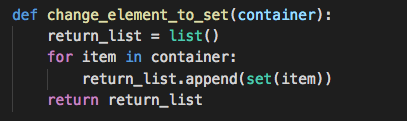 def change_element_to_set(container):
    return_list = list()
    for item in container:
        return_list.append(set(item))
    return return_list